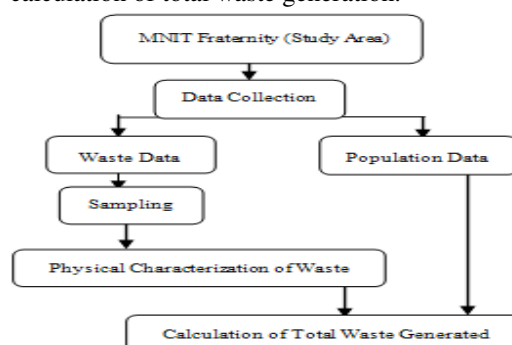 calculation of total waste generation.
MNIT Fraternity (Study Area)
Data Collection
Waste Data
Population Data
Sampling
Physical Characterization of Waste
Calculation of Total Waste Generated